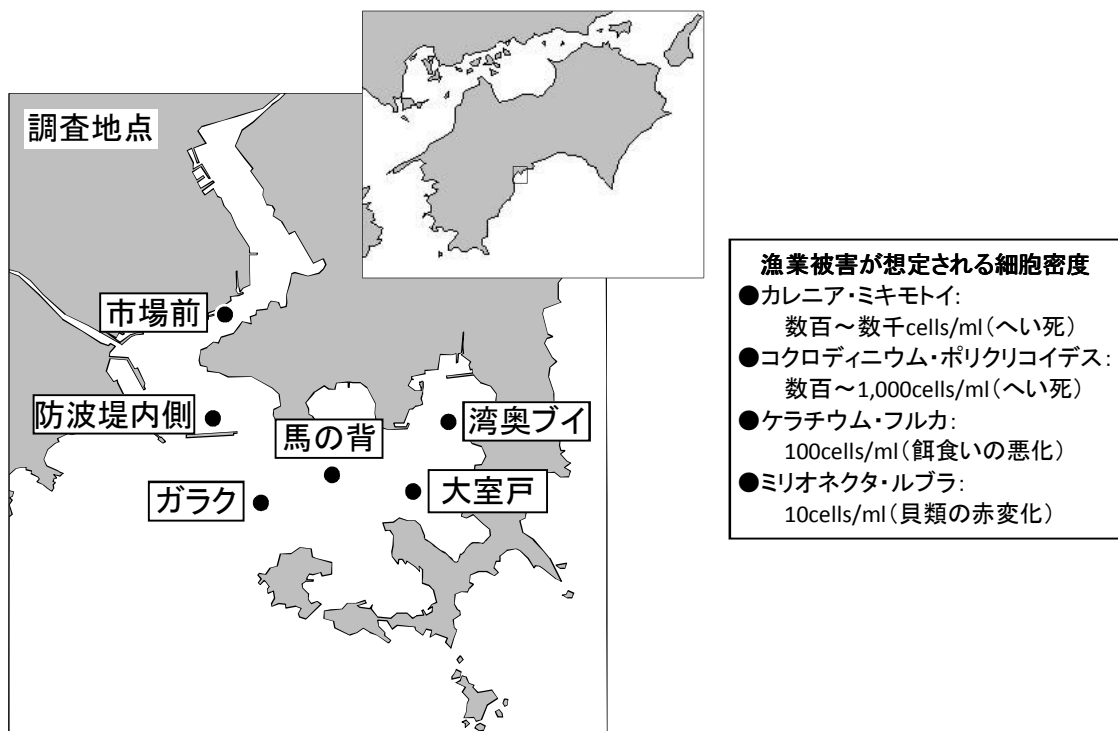 調査地点
市場前
防波堤内側
馬の背
湾奥ブイ
ガラク
大室戸
漁業被害が想定される細胞密度
●カレニア・ミキモトイ：
数百～数千cells/ml（へい死）
●コクロディニウム・ポリクリコイデス：
数百～1,000cells/ml（へい死）
●ケラチウム・フルカ：
100cells/ml（餌食いの悪化）
●ミリオネクタ・ルブラ：
10cells/ml（貝類の赤変化）